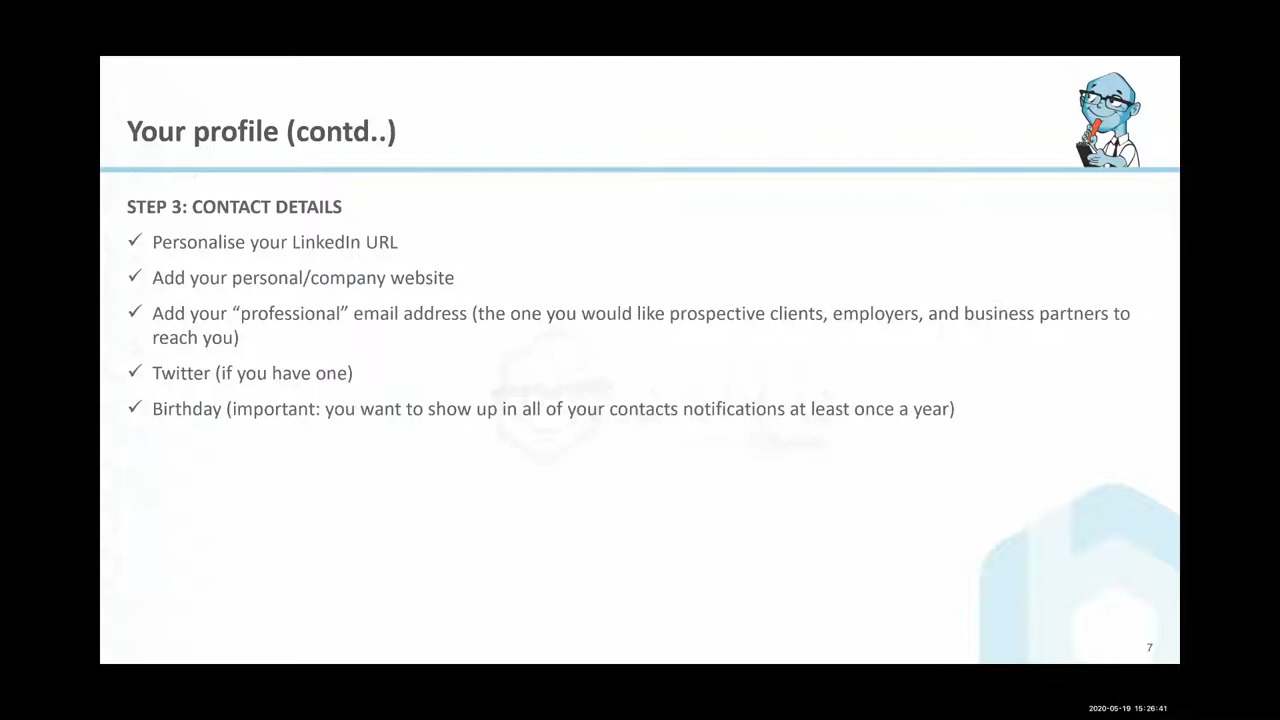 Your profile (contd..)
STEP 3: CONTACT DETAILS
✓ Personalise your LinkedIn URL
✓ Add your personal/company website
✓ Add your “professional” email address (the one you would like prospective clients, employers, and business partners to
reach you)
✓ Twitter (if you have one)
✓ Birthday (important: you want to show up in all of your contacts notifications at least once a year)
7
2020-05-19 15:26:41